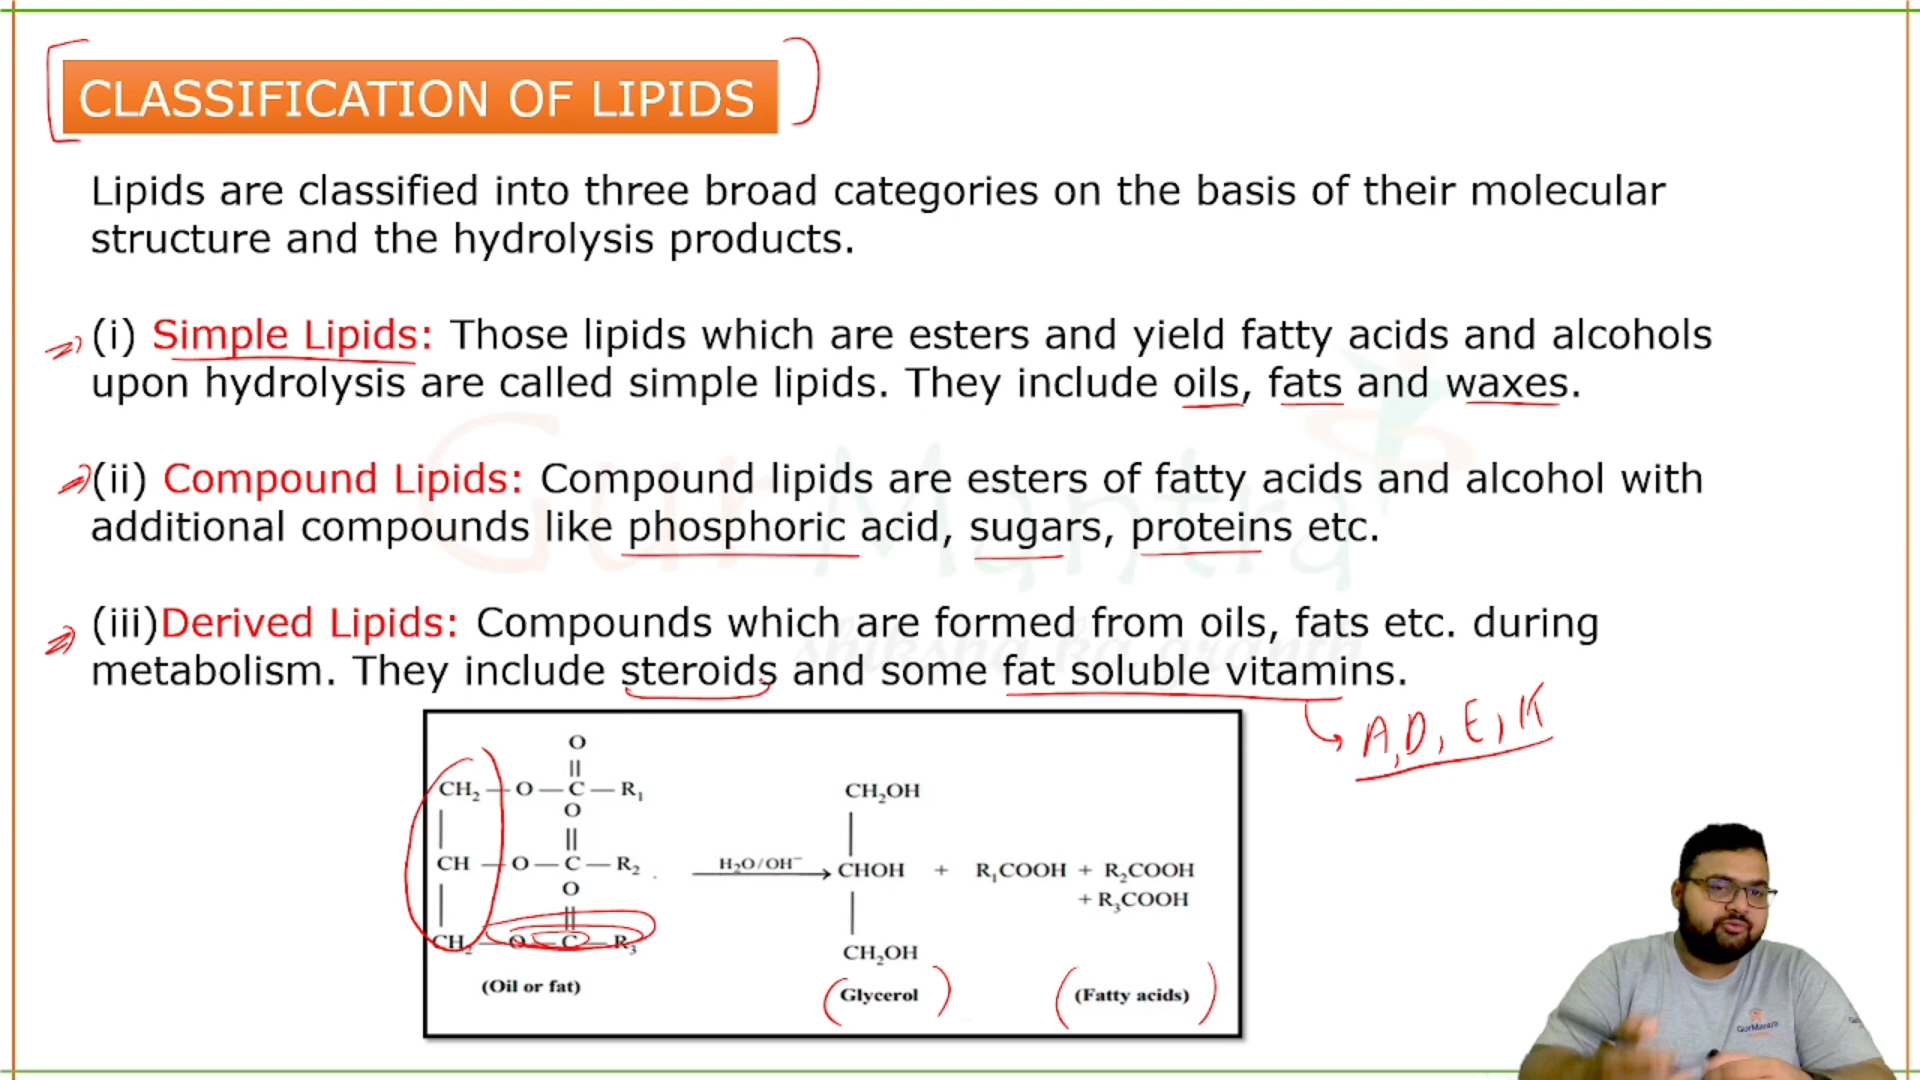 CLASSIFICATION OF LIPIDS
Lipids are classified into three broad categories on the basis of their molecular
structure and the hydrolysis products.
(i) Simple Lipids: Those lipids which are esters and yield fatty acids and alcohols
upon hydrolysis are called simple lipids. They include oils, fats and waxes.
(ii) Compound Lipids: Compound lipids are esters of fatty acids and alcohol with
additional compounds like phosphoric acid, sugars, proteins etc.
(iii)Derived Lipids: Compounds which are formed from oils, fats etc. during
metabolism. They include steroids and some fat soluble vitamins.
A, D, E, K
O
||
CH₂ — O — C — R₁
O
||
CH — O — C — R₂
O
||
CH₂ — O — C — R₃
(Oil or fat)
H₂O/OH⁻
CH₂OH
CHOH + R₁COOH + R₂COOH
+ R₃COOH
CH₂OH
(Glycerol)
(Fatty acids)
GurMantra
shiksha ka granth
GurMantra